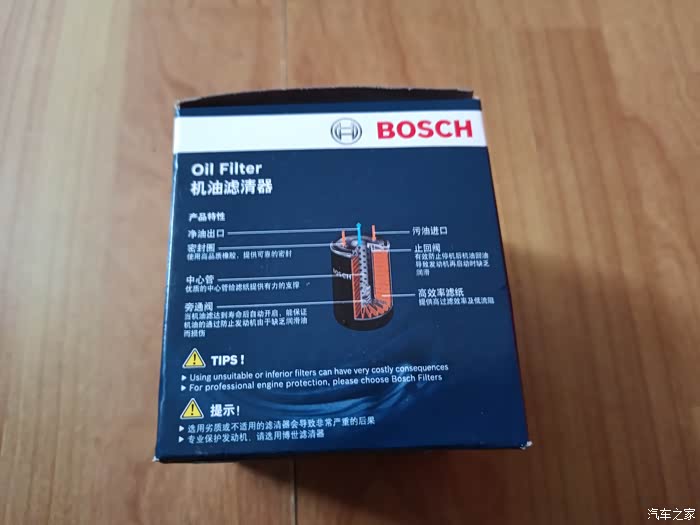 BOSCH
Oil Filter
机油滤清器
产品特性
净油出口
污油进口
密封圈
使用高品质橡胶，提供可靠的密封
止回阀
有效防止停机后机油回油
导致发动机再启动时缺乏
润滑
BOSCH
中心管
优质的中心管给滤纸提供有力的支撑
高效率滤纸
提供高过滤效率及低流阻
旁通阀
当机油滤达到寿命后自动开启，能保证
机油的通过防止发动机由于缺乏润滑油
而损伤
TIPS !
Using unsuitable or inferior filters can have very costly consequences
For professional engine protection, please choose Bosch Filters
提示!
选用劣质或不适用的滤清器会导致非常严重的后果
专业保护发动机，请选用博世滤清器
汽车之家